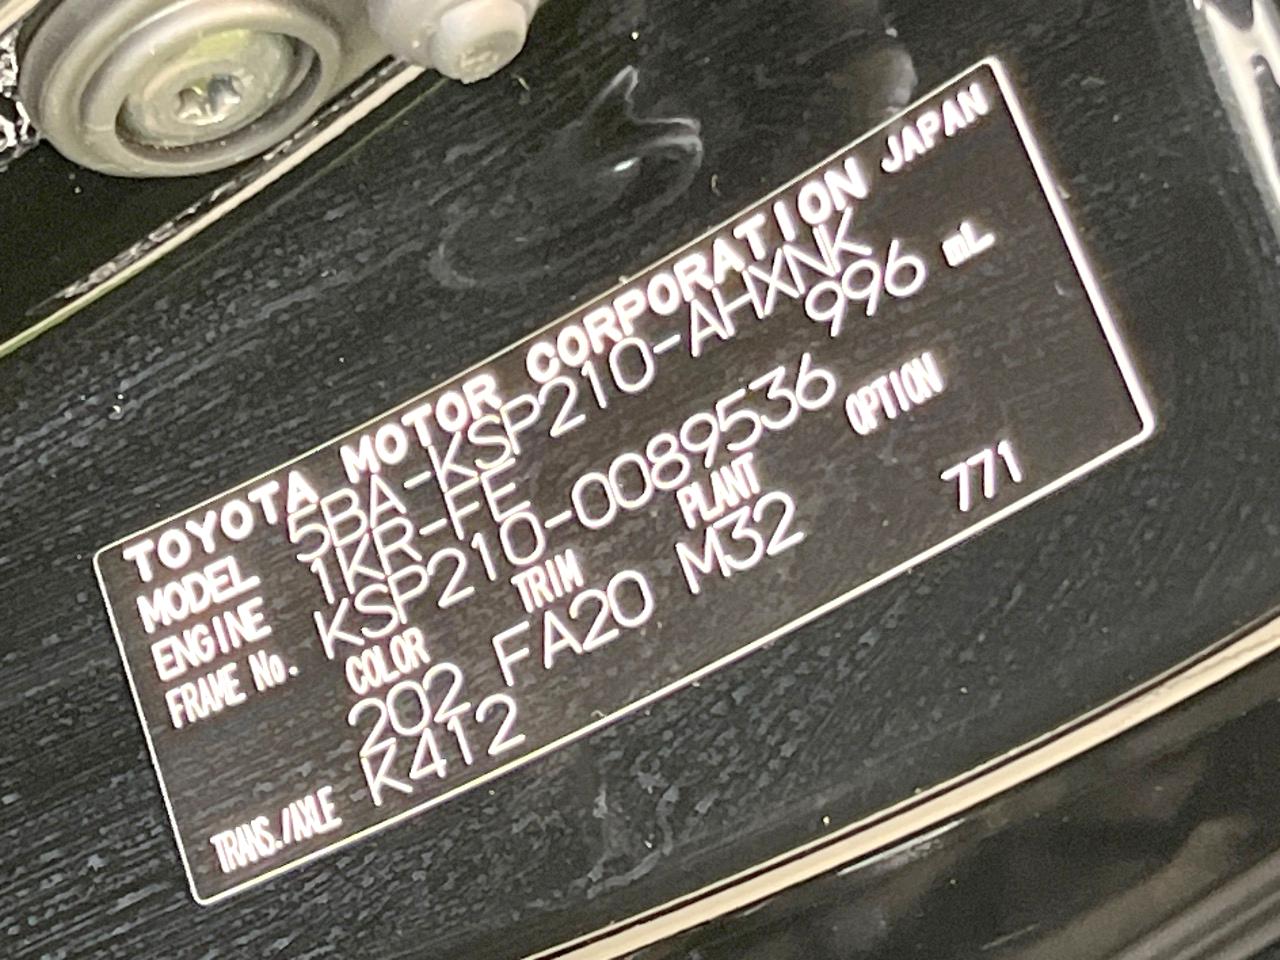 TOYOTA MOTOR CORPORATION JAPAN
MODEL 5BA-KSP210-AHXNK
ENGINE 1KR-FE 996 mL
FRAME No. KSP210-0089536
COLOR TRIM PLANT OPTION
202 FA20 M32 771
TRANS./AXLE K412